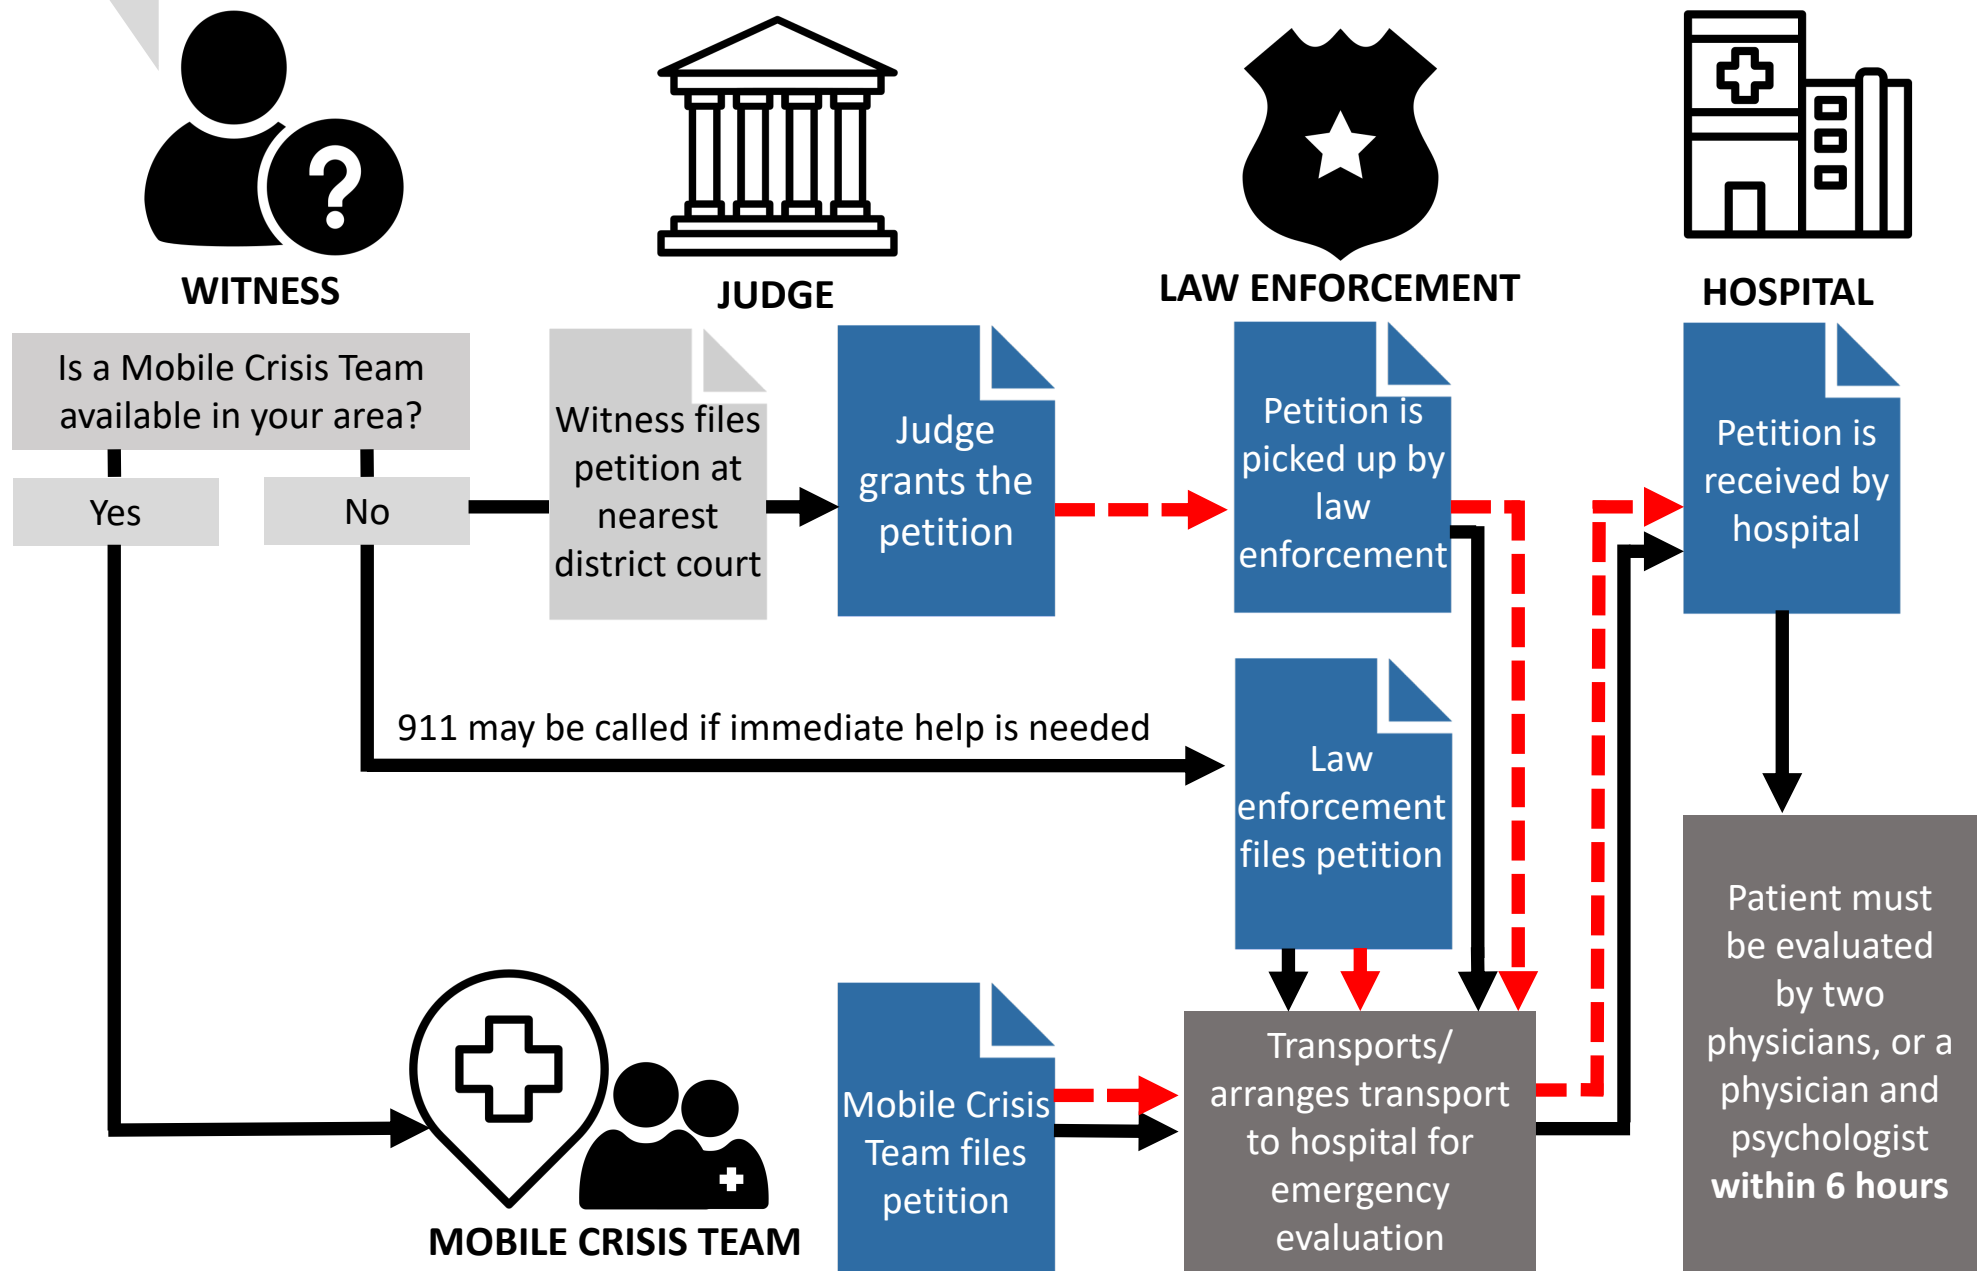 WITNESS
JUDGE
LAW ENFORCEMENT
HOSPITAL
Is a Mobile Crisis Team
available in your area?
Yes
No
Witness files
petition at
nearest
district court
Judge
grants the
petition
Petition is
picked up by
law
enforcement
Petition is
received by
hospital
911 may be called if immediate help is needed
Law
enforcement
files petition
MOBILE CRISIS TEAM
Mobile Crisis
Team files
petition
Transports/
arranges transport
to hospital for
emergency
evaluation
Patient must
be evaluated
by two
physicians, or a
physician and
psychologist
within 6 hours